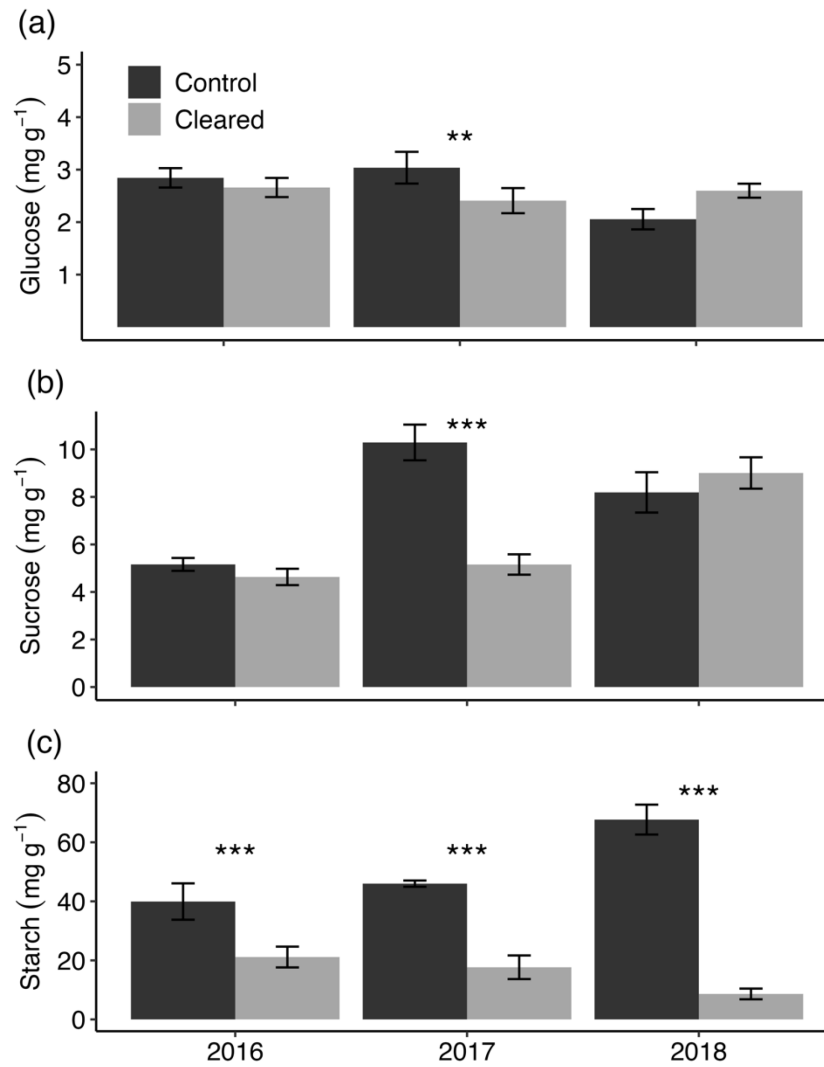 (a)
Glucose (mg g⁻¹)
5
4
3
2
1
Control
Cleared
**
(b)
Sucrose (mg g⁻¹)
10
8
6
4
2
0
***
(c)
Starch (mg g⁻¹)
80
60
40
20
0
*** *** ***
2016 2017 2018